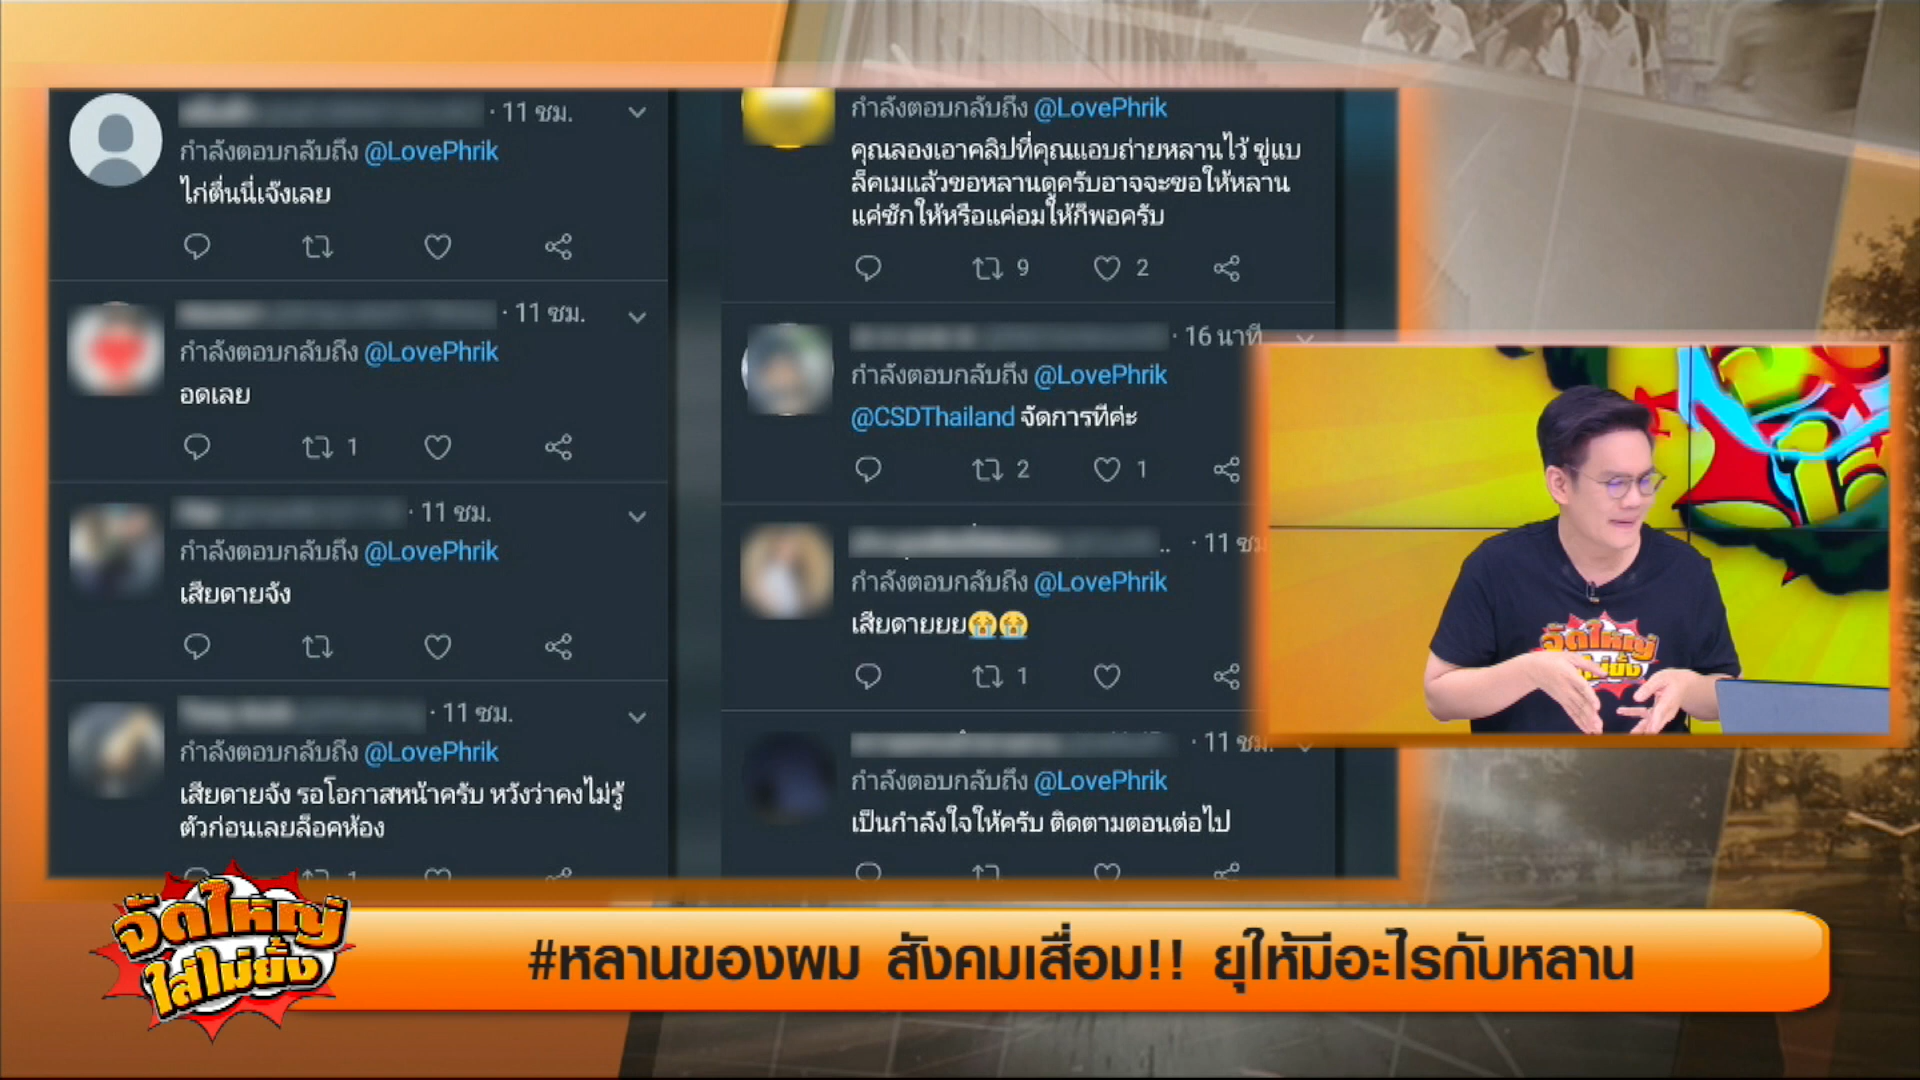 · 11 ชม.
กำลังตอบกลับถึง @LovePhrik
ไก่ตื่นนี่เจ๊งเลย
· 11 ชม.
กำลังตอบกลับถึง @LovePhrik
อดเลย
1
· 11 ชม.
กำลังตอบกลับถึง @LovePhrik
เสียดายจัง
· 11 ชม.
กำลังตอบกลับถึง @LovePhrik
เสียดายจัง รอโอกาสหน้าครับ หวังว่าคงไม่รู้
ตัวก่อนเลยล็อคห้อง
1
กำลังตอบกลับถึง @LovePhrik
คุณลองเอาคลิปที่คุณแอบถ่ายหลานไว้ ขู่แบ
ล็คเมแล้วขอหลานดูครับอาจจะขอให้หลาน
แค่ชักให้หรือแค่อมให้ก็พอครับ
9 2
· 16 นาที
กำลังตอบกลับถึง @LovePhrik
@CSDThailand จัดการทีค่ะ
2 1
.. · 11 ชม
กำลังตอบกลับถึง @LovePhrik
เสียดายยย😭😭
1
· 11 ชม.
กำลังตอบกลับถึง @LovePhrik
เป็นกำลังใจให้ครับ ติดตามตอนต่อไป
จัดใหญ่
ไม่ยั้ง
จัดใหญ่
ใส่ไม่ยั้ง
#หลานของผม สังคมเสื่อม!! ยุให้มีอะไรกับหลาน